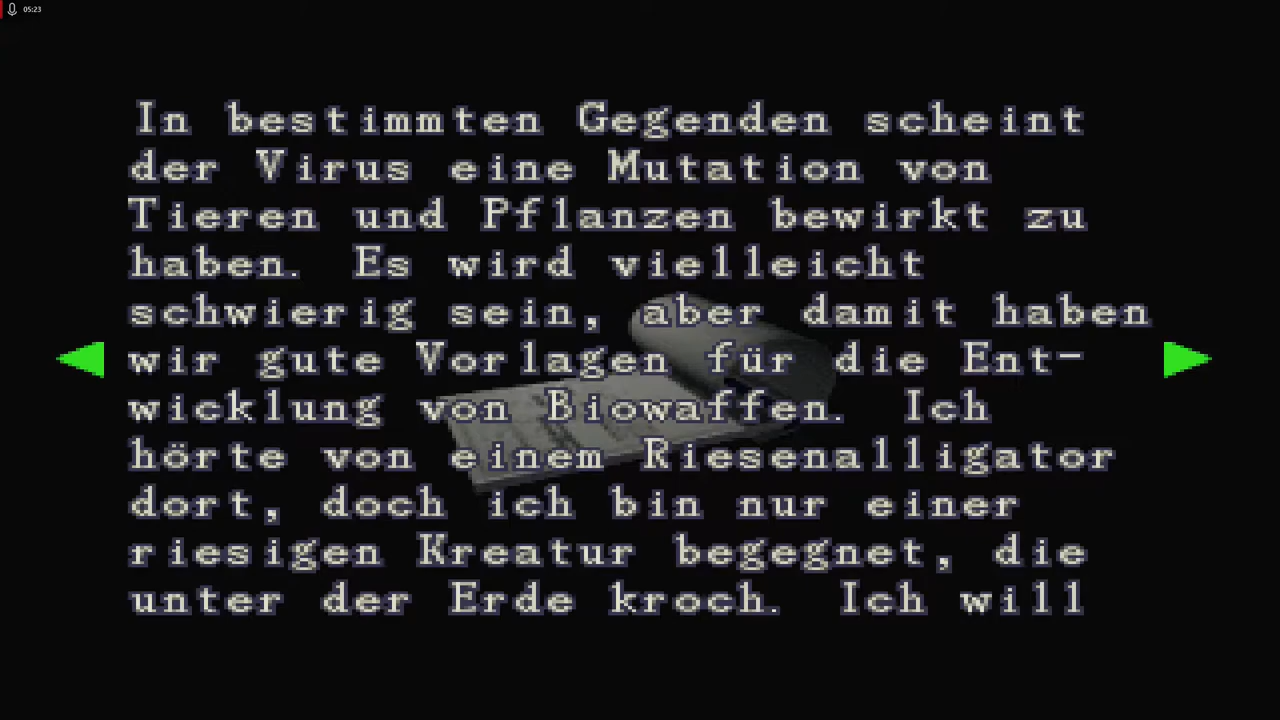 05:23
In bestimmten Gegenden scheint
der Virus eine Mutation von
Tieren und Pflanzen bewirkt zu
haben. Es wird vielleicht
schwierig sein, aber damit haben
wir gute Vorlagen für die Ent-
wicklung von Biowaffen. Ich
hörte von einem Riesenalligator
dort, doch ich bin nur einer
riesigen Kreatur begegnet, die
unter der Erde kroch. Ich will